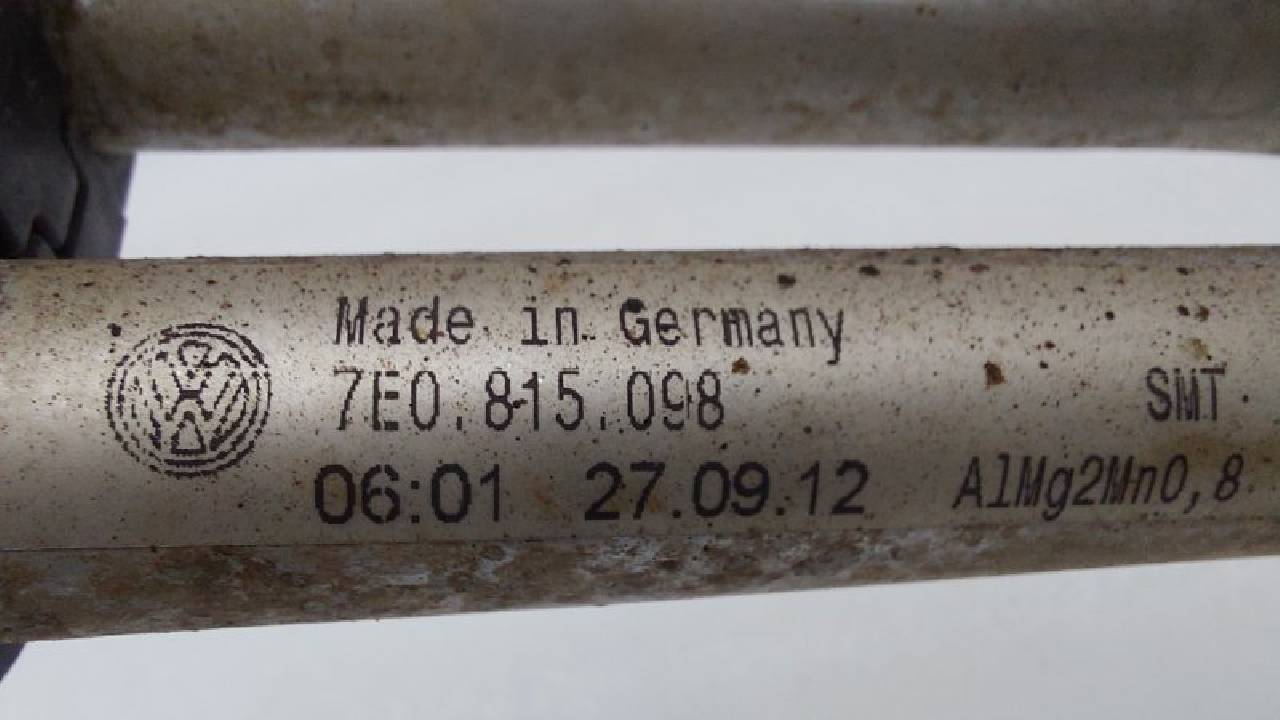 Made in Germany
7E0.815.098 SMT
06:01 27.09.12 AlMg2Mn0,8